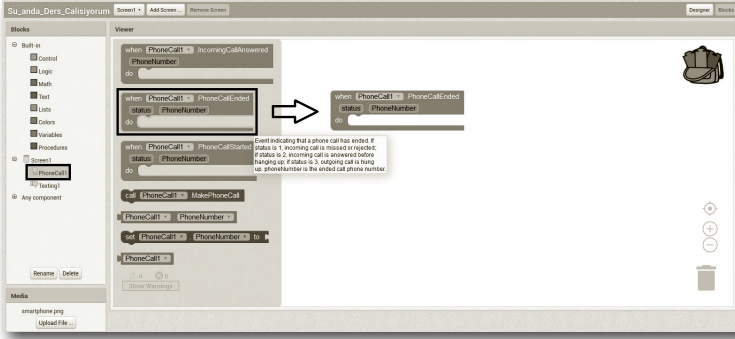 Su_anda_Ders_Calisiyorum
Screen1
Add Screen ...
Remove Screen
Designer
Blocks
Blocks
Viewer
Built-in
Control
Logic
Math
Text
Lists
Colors
Variables
Procedures
Screen1
PhoneCall1
Testing1
Any component
Rename
Delete
Media
smartphone.png
Upload File ...
when PhoneCall1 .IncomingCallAnswered
PhoneNumber
do
when PhoneCall1 .PhoneCallEnded
status PhoneNumber
do
when PhoneCall1 .PhoneCallStarted
status PhoneNumber
do
call PhoneCall1 .MakePhoneCall
PhoneCall1 . PhoneNumber
set PhoneCall1 . PhoneNumber to
PhoneCall1
0 0
Show Warnings
when PhoneCall1 .PhoneCallEnded
status PhoneNumber
do
Event indicating that a phone call has ended. If
status is 1, incoming call is missed or rejected;
if status is 2, incoming call is answered before
hanging up; if status is 3, outgoing call is hung
up. phoneNumber is the ended call phone number.